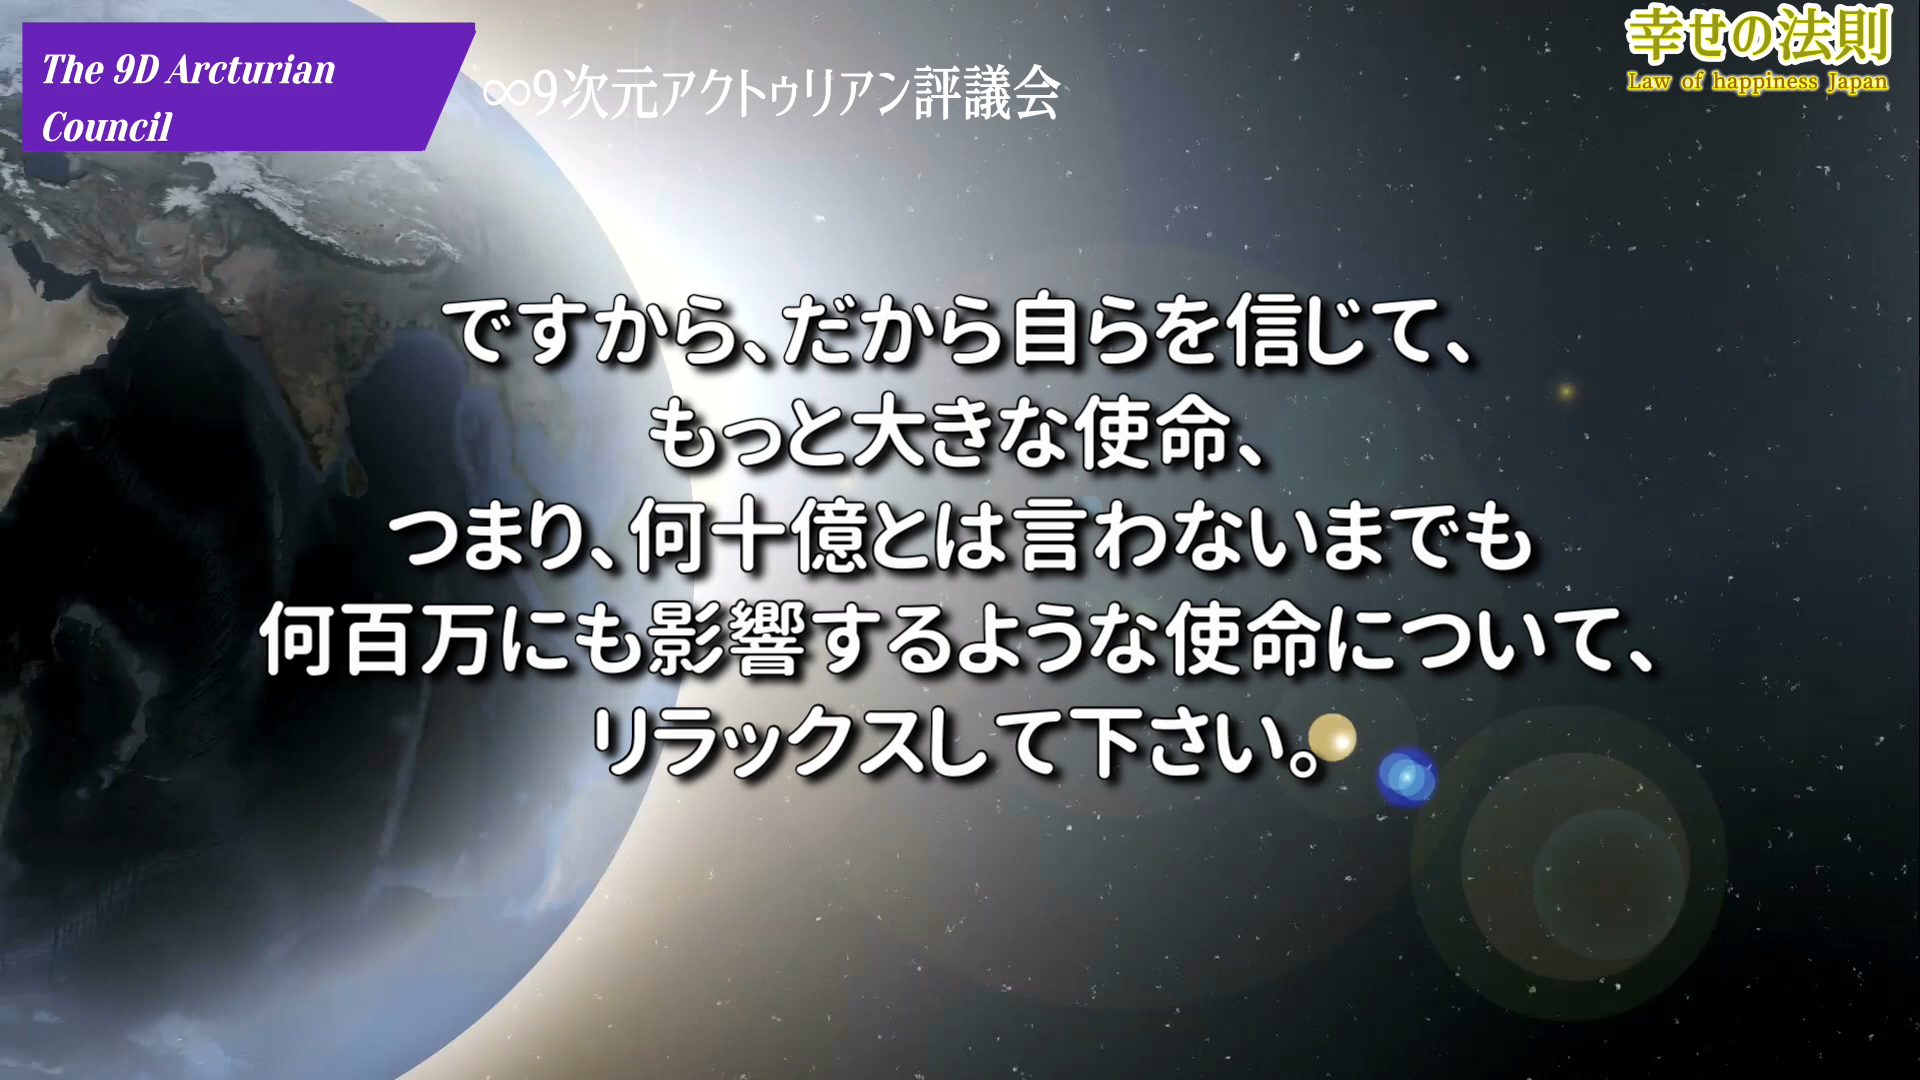 The 9D Arcturian
Council
∞9次元アクトゥリアン評議会
幸せの法則
Law of happiness Japan
ですから、だから自らを信じて、
もっと大きな使命、
つまり、何十億とは言わないまでも
何百万にも影響するような使命について、
リラックスして下さい。